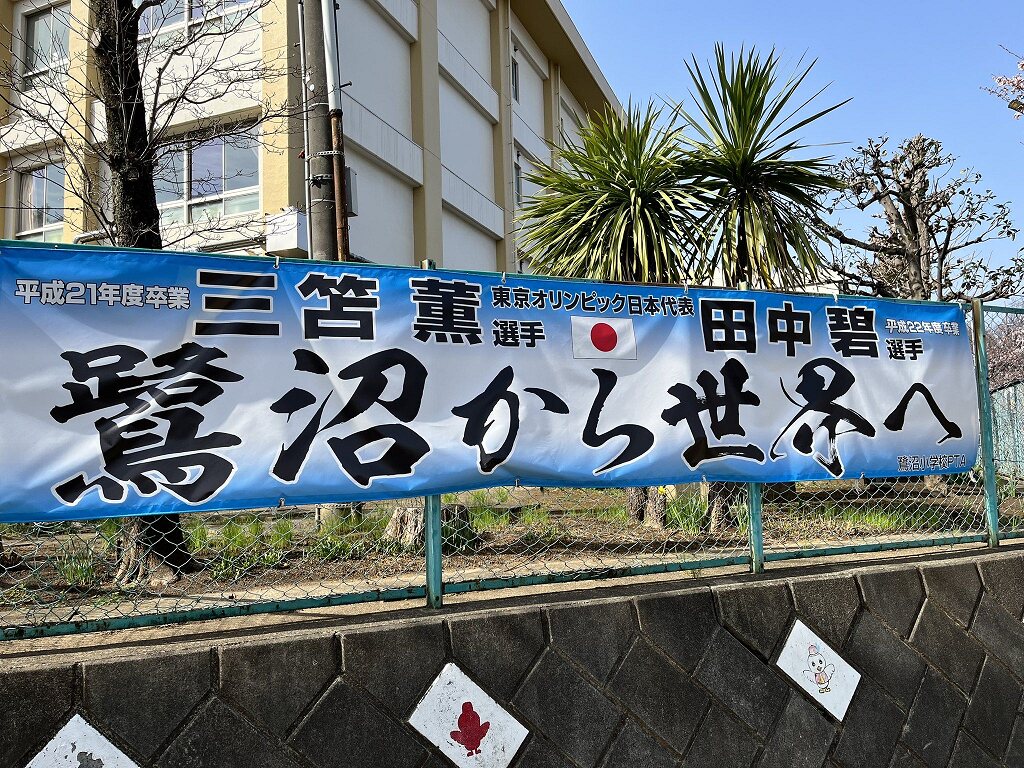 平成21年度卒業 三笘 薫 選手 東京オリンピック日本代表 田中 碧 選手 平成22年度卒業
鷺沼から世界へ
鷺沼小学校PTA